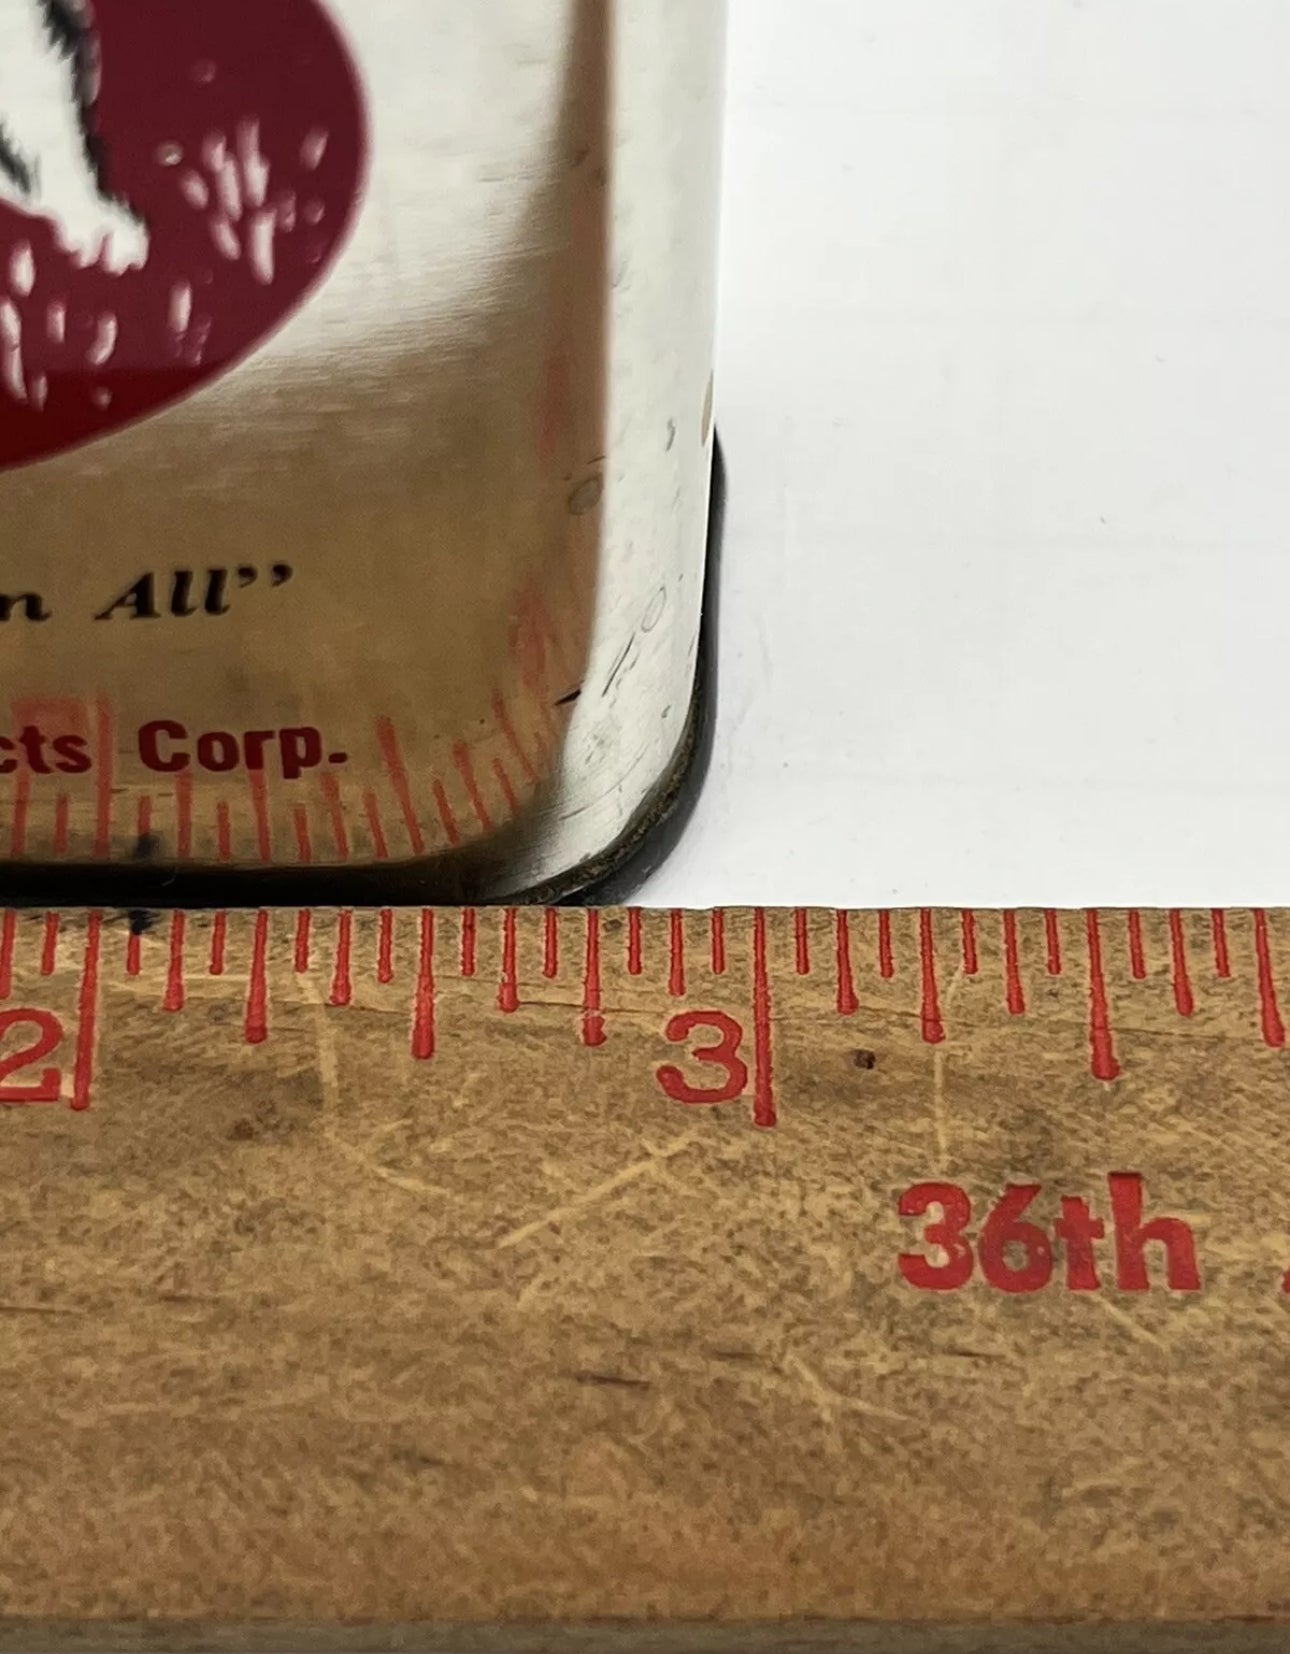 n All”
cts Corp.
2 3
36th